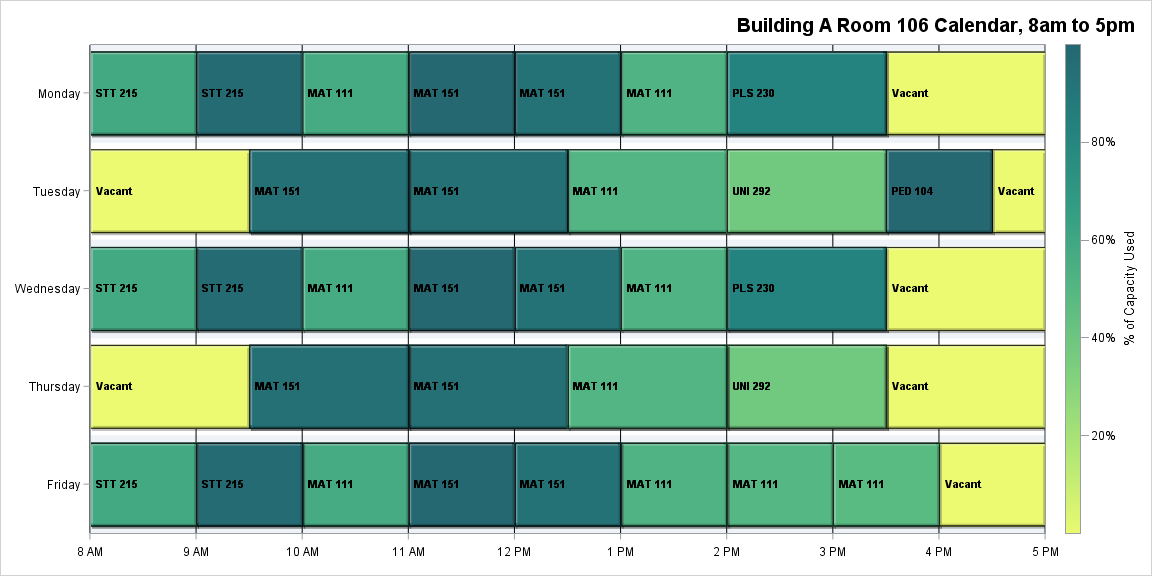 Building A Room 106 Calendar, 8am to 5pm
Monday
STT 215
STT 215
MAT 111
MAT 151
MAT 151
MAT 111
PLS 230
Vacant
Tuesday
Vacant
MAT 151
MAT 151
MAT 111
UNI 292
PED 104
Vacant
Wednesday
STT 215
STT 215
MAT 111
MAT 151
MAT 151
MAT 111
PLS 230
Vacant
Thursday
Vacant
MAT 151
MAT 151
MAT 111
UNI 292
Vacant
Friday
STT 215
STT 215
MAT 111
MAT 151
MAT 151
MAT 111
MAT 111
MAT 111
Vacant
8 AM
9 AM
10 AM
11 AM
12 PM
1 PM
2 PM
3 PM
4 PM
5 PM
80%
60%
40%
20%
% of Capacity Used